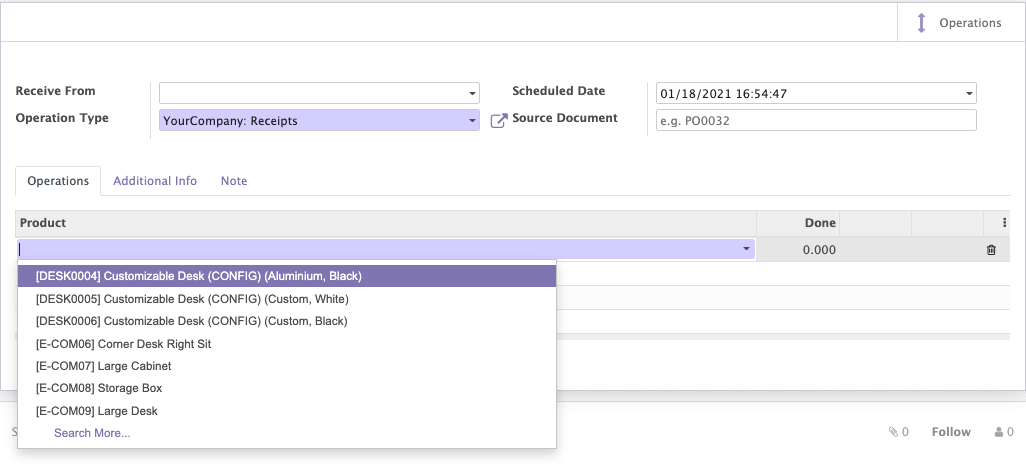 Operations
Receive From
Scheduled Date
01/18/2021 16:54:47
Operation Type
YourCompany: Receipts
Source Document
e.g. PO0032
Operations
Additional Info
Note
Product
Done
0.000
[DESK0004] Customizable Desk (CONFIG) (Aluminium, Black)
[DESK0005] Customizable Desk (CONFIG) (Custom, White)
[DESK0006] Customizable Desk (CONFIG) (Custom, Black)
[E-COM06] Corner Desk Right Sit
[E-COM07] Large Cabinet
[E-COM08] Storage Box
[E-COM09] Large Desk
Search More...
0
Follow
0